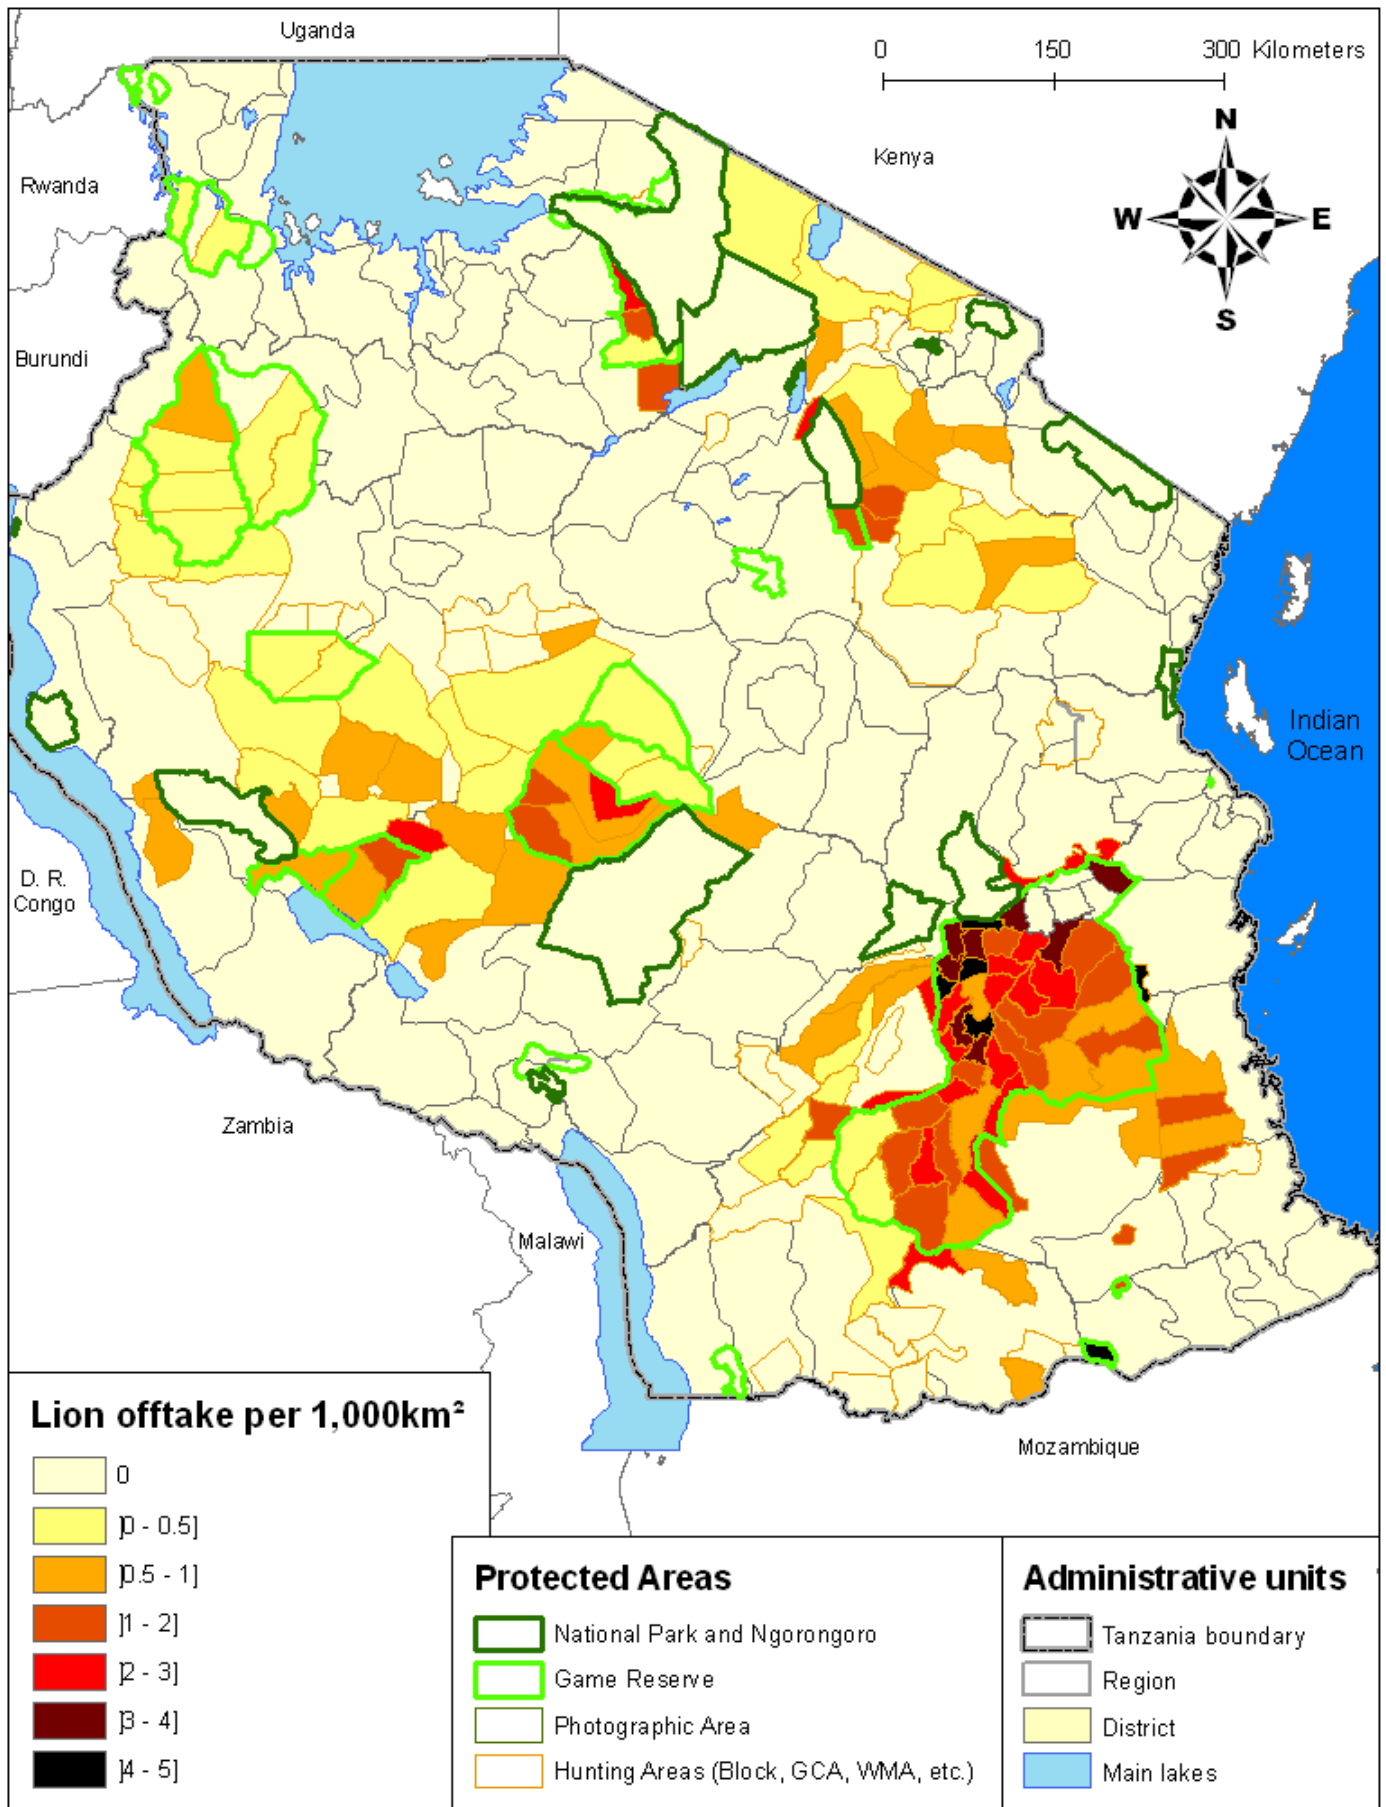 Uganda
0 150 300 Kilometers
N
Kenya
Rwanda
W E
S
Burundi
Indian
Ocean
D. R.
Congo
Zambia
Malawi
Mozambique
Lion offtake per 1,000km²
0
]0 - 0.5]
]0.5 - 1]
]1 - 2]
]2 - 3]
]3 - 4]
]4 - 5]
Protected Areas
National Park and Ngorongoro
Game Reserve
Photographic Area
Hunting Areas (Block, GCA, WMA, etc.)
Administrative units
Tanzania boundary
Region
District
Main lakes